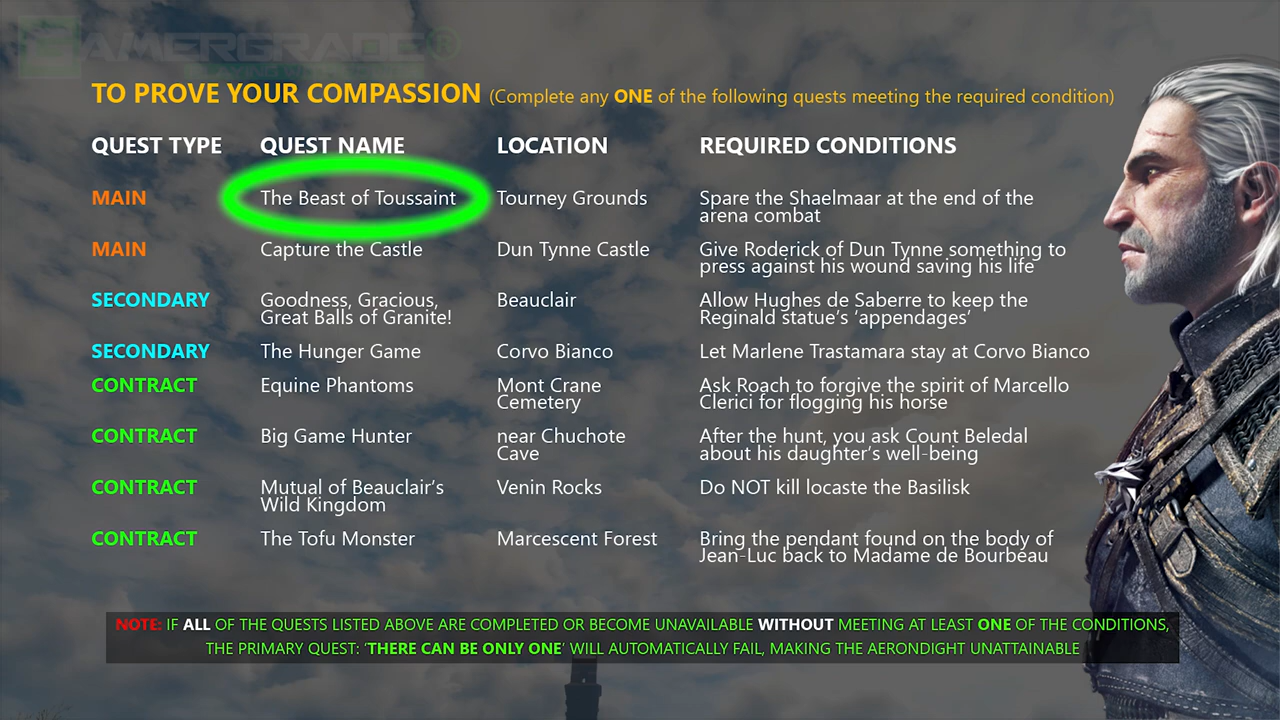 GAMERGRADE
TO PROVE YOUR COMPASSION (Complete any ONE of the following quests meeting the required condition)
QUEST TYPE QUEST NAME LOCATION REQUIRED CONDITIONS
MAIN The Beast of Toussaint Tourney Grounds Spare the Shaelmaar at the end of the
arena combat
MAIN Capture the Castle Dun Tynne Castle Give Roderick of Dun Tynne something to
press against his wound saving his life
SECONDARY Goodness, Gracious, Beauclair Allow Hughes de Saberre to keep the
Great Balls of Granite! Reginald statue's 'appendages'
SECONDARY The Hunger Game Corvo Bianco Let Marlene Trastamara stay at Corvo Bianco
CONTRACT Equine Phantoms Mont Crane Ask Roach to forgive the spirit of Marcello
Cemetery Clerici for flogging his horse
CONTRACT Big Game Hunter near Chuchote After the hunt, you ask Count Beledal
Cave about his daughter's well-being
CONTRACT Mutual of Beauclair's Venin Rocks Do NOT kill locaste the Basilisk
Wild Kingdom
CONTRACT The Tofu Monster Marcescent Forest Bring the pendant found on the body of
Jean-Luc back to Madame de Bourbeau
NOTE: IF ALL OF THE QUESTS LISTED ABOVE ARE COMPLETED OR BECOME UNAVAILABLE WITHOUT MEETING AT LEAST ONE OF THE CONDITIONS,
THE PRIMARY QUEST: 'THERE CAN BE ONLY ONE' WILL AUTOMATICALLY FAIL, MAKING THE AERONDIGHT UNATTAINABLE